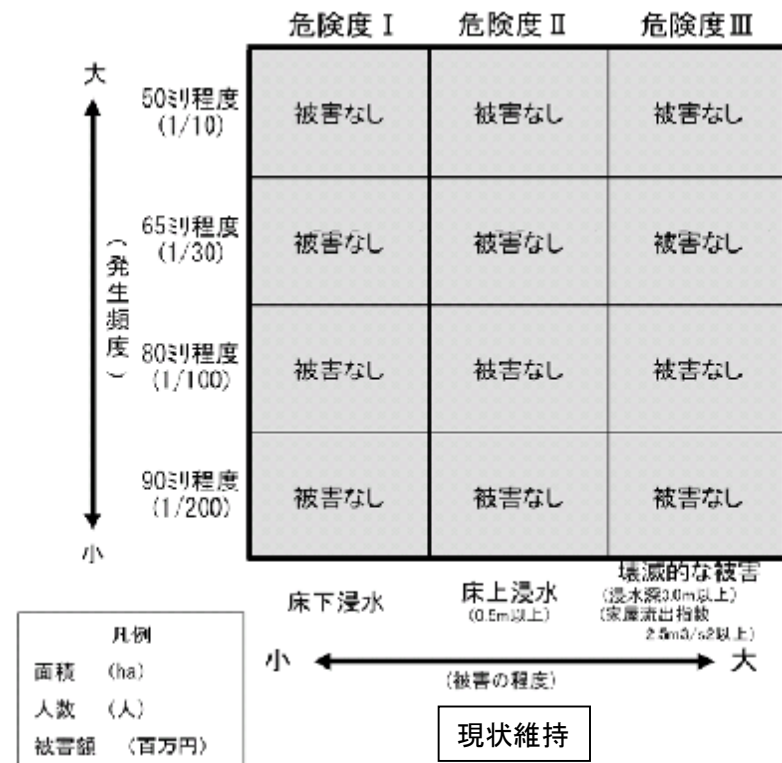 危険度Ⅰ 危険度Ⅱ 危険度Ⅲ
大
50ミリ程度
(1/10)
被害なし 被害なし 被害なし
65ミリ程度
(1/30)
被害なし 被害なし 被害なし
(発生頻度)
80ミリ程度
(1/100)
被害なし 被害なし 被害なし
90ミリ程度
(1/200)
被害なし 被害なし 被害なし
小
床下浸水
床上浸水
(0.5m以上)
壊滅的な被害
(浸水深3.0m以上)
(家屋流出指数
2.5m3/s2以上)
小 大
(被害の程度)
凡例
面積 (ha)
人数 (人)
被害額 (百万円)
現状維持